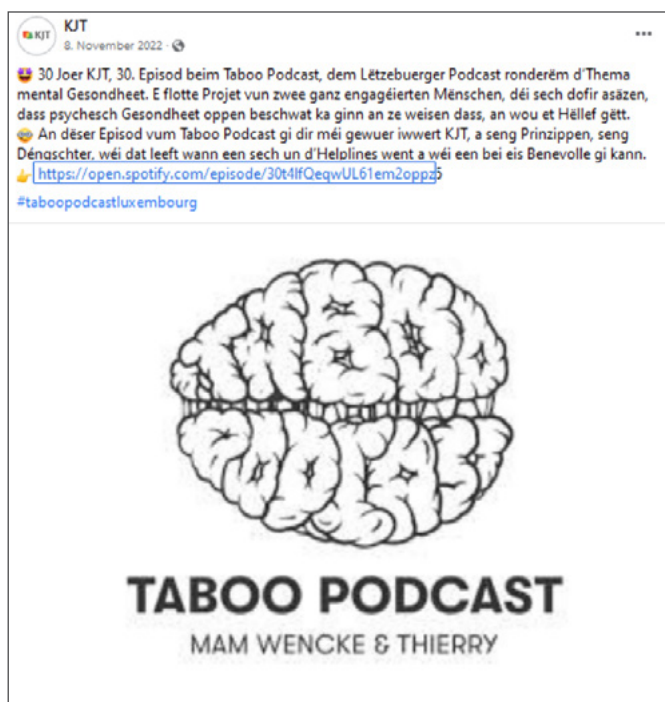 KJT
KJT
8. November 2022
30 Joer KJT, 30. Episod beim Taboo Podcast, dem Lëtzebuerger Podcast ronderëm d'Thema
mental Gesondheet. E flotte Projet vun zwee ganz engagéierten Mënschen, déi sech dofir asäzen,
dass psychesch Gesondheet oppen beschwat ka ginn an ze weisen dass, an wou et Hëllef gëtt.
An dëser Episod vum Taboo Podcast gi dir méi gewuer iwwert KJT, a seng Prinzippen, seng
Déngschter, wéi dat leeft wann een sech un d'Helplines went a wéi een bei eis Benevolle gi kann.
https://open.spotify.com/episode/30t4IfQeqwUL61em2oppz5
#taboopodcastluxembourg
TABOO
PODCAST
TABOO PODCAST
MAM WENCKE & THIERRY